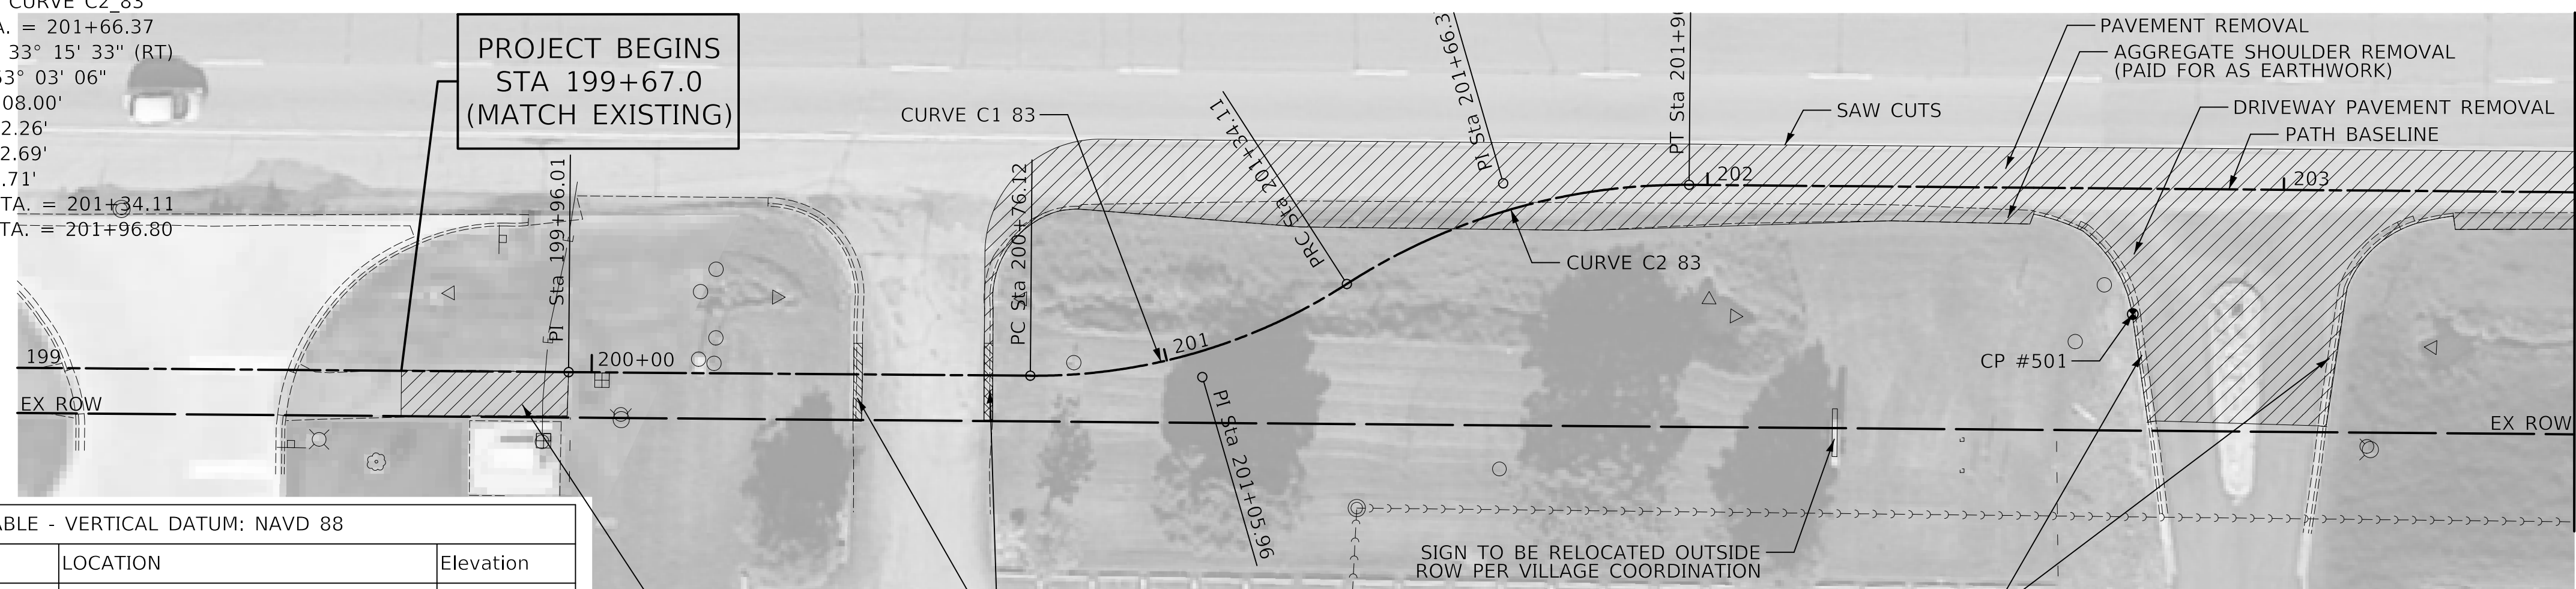 CURVE C2_83
A. = 201+66.37
33° 15' 33" (RT)
53° 03' 06"
08.00'
2.26'
2.69'
.71'
TA. = 201+34.11
TA. = 201+96.80
PROJECT BEGINS
STA 199+67.0
(MATCH EXISTING)
CURVE C1 83
PI Sta 199+96.01
PC Sta 200+76.12
PRC Sta 201+34.11
PI Sta 201+66.3
PT Sta 201+9
PI Sta 201+05.96
PAVEMENT REMOVAL
AGGREGATE SHOULDER REMOVAL
(PAID FOR AS EARTHWORK)
DRIVEWAY PAVEMENT REMOVAL
SAW CUTS
PATH BASELINE
202
203
CURVE C2 83
201
199
200+00
CP #501
EX ROW
EX ROW
SIGN TO BE RELOCATED OUTSIDE
ROW PER VILLAGE COORDINATION
ABLE - VERTICAL DATUM: NAVD 88
LOCATION
Elevation